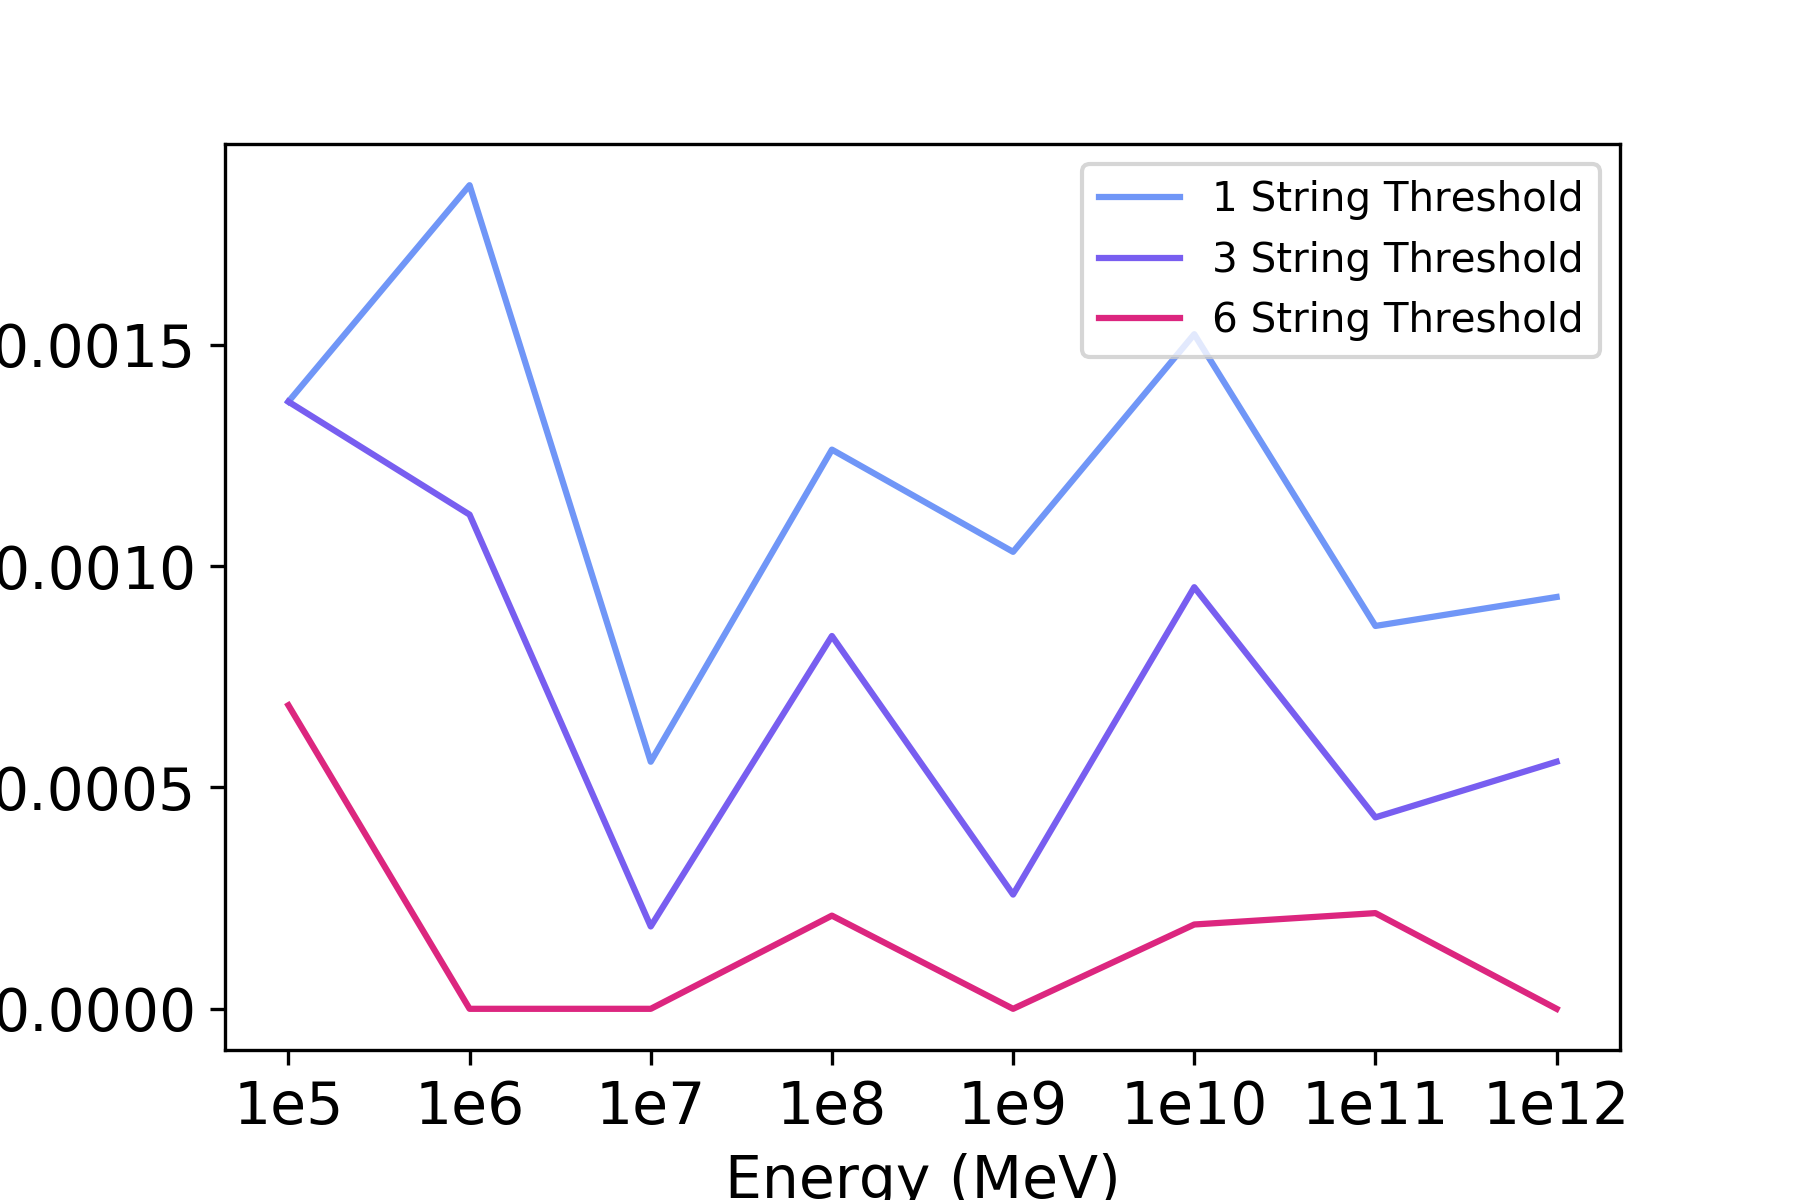 1 String Threshold
3 String Threshold
6 String Threshold
0.0015
0.0010
0.0005
0.0000
1e5 1e6 1e7 1e8 1e9 1e10 1e11 1e12
Energy (MeV)